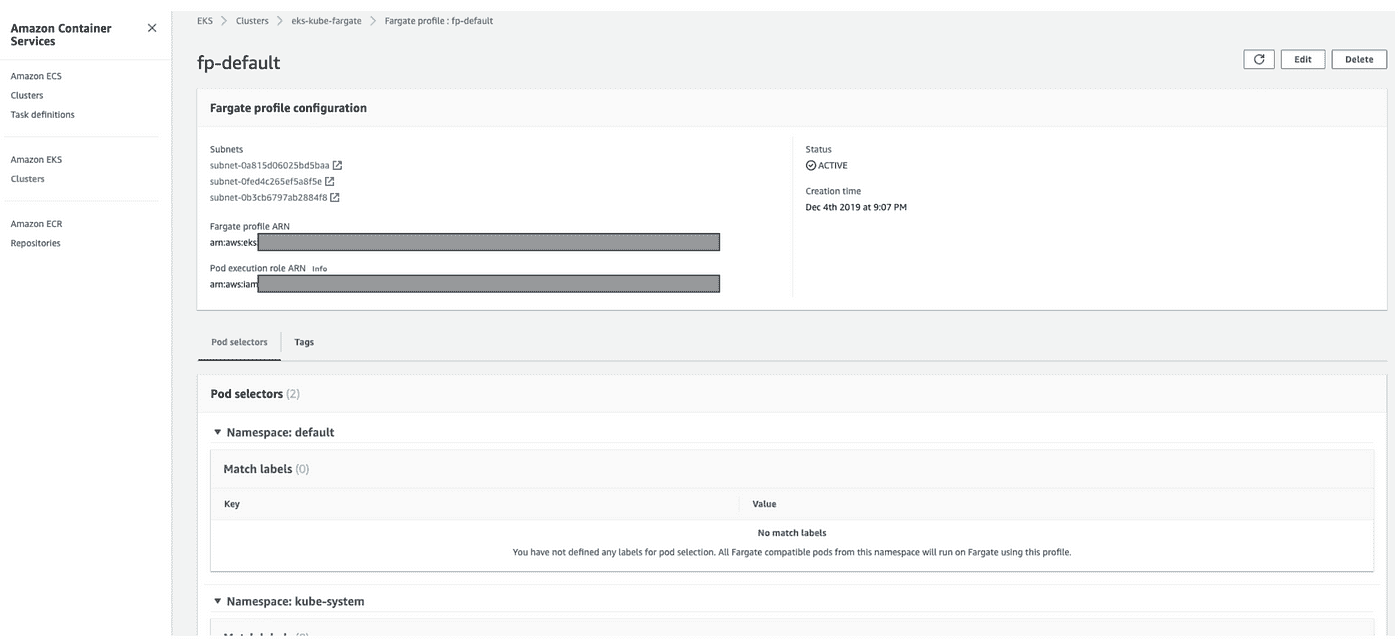 Amazon Container
Services
Amazon ECS
Clusters
Task definitions
Amazon EKS
Clusters
Amazon ECR
Repositories
EKS > Clusters > eks-kube-fargate > Fargate profile : fp-default
fp-default
Edit
Delete
Fargate profile configuration
Subnets
subnet-0a815d06025bd5baa
subnet-0fed4c265ef5a8f5e
subnet-0b3cb6797ab2884f8
Fargate profile ARN
arn:aws:eks:
Pod execution role ARN Info
arn:aws:iam
Status
ACTIVE
Creation time
Dec 4th 2019 at 9:07 PM
Pod selectors
Tags
Pod selectors (2)
Namespace: default
Match labels (0)
Key
Value
No match labels
You have not defined any labels for pod selection. All Fargate compatible pods from this namespace will run on Fargate using this profile.
Namespace: kube-system